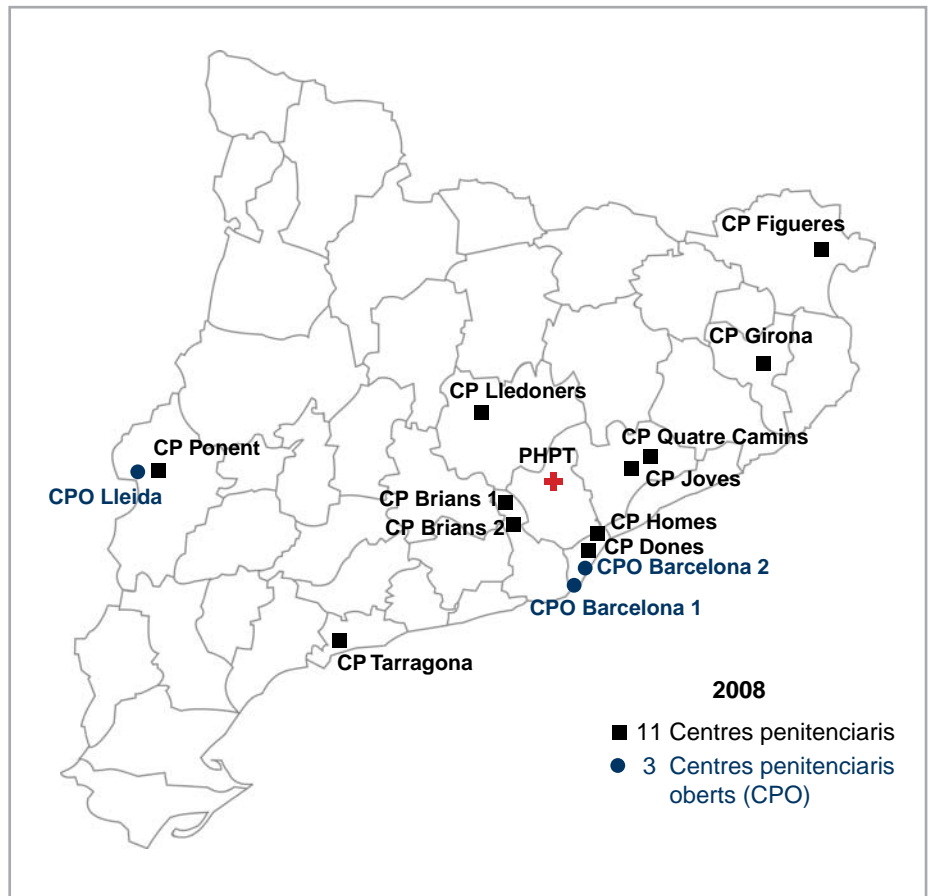 CP Figueres
CP Girona
CP Lledoners
CP Quatre Camins
CP Ponent
PHPT
CP Joves
CPO Lleida
CP Brians 1
CP Brians 2
CP Homes
CP Dones
CPO Barcelona 2
CPO Barcelona 1
CP Tarragona
2008
11 Centres penitenciaris
3 Centres penitenciaris
oberts (CPO)